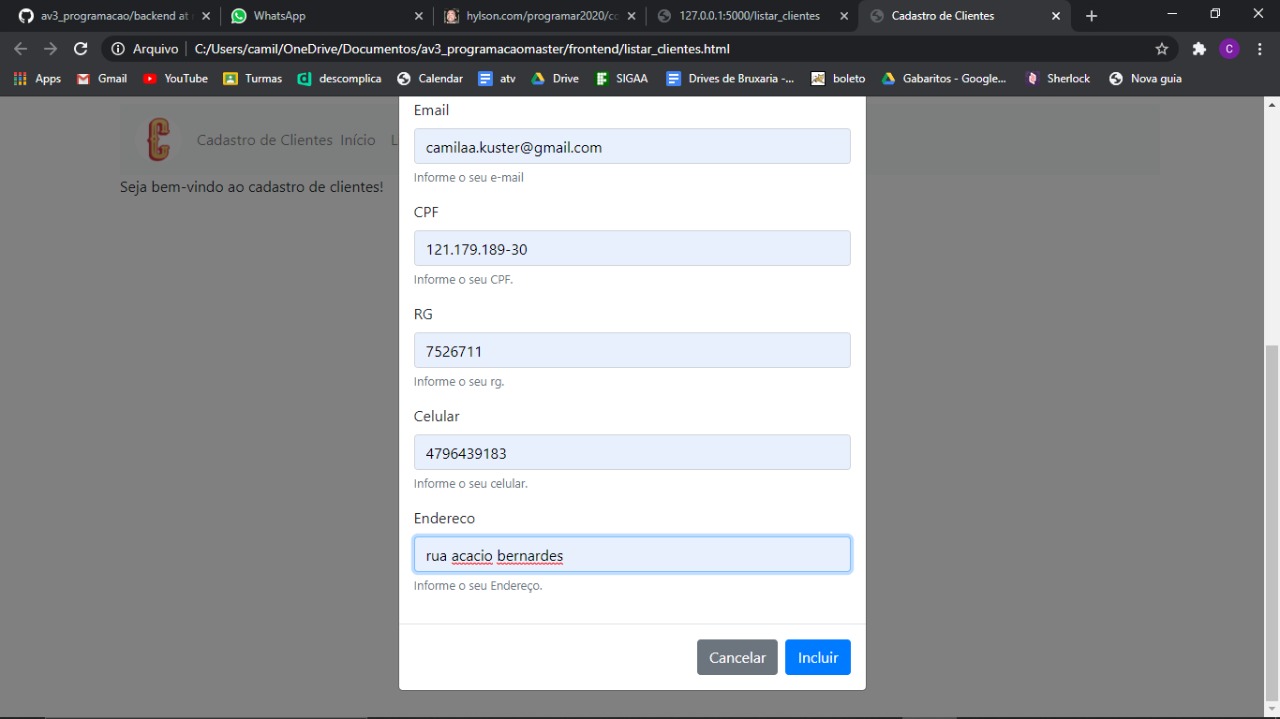 av3_programacao/backend at r
WhatsApp
hylson.com/programar2020/co
127.0.0.1:5000/listar_clientes
Cadastro de Clientes
Arquivo
C:/Users/camil/OneDrive/Documentos/av3_programacaomaster/frontend/listar_clientes.html
C
Apps
Gmail
YouTube
Turmas
descomplica
Calendar
atv
Drive
SIGAA
Drives de Bruxaria -...
boleto
Gabaritos - Google...
Sherlock
Nova guia
C
Cadastro de Clientes Início L
Seja bem-vindo ao cadastro de clientes!
Email
camilaa.kuster@gmail.com
Informe o seu e-mail
CPF
121.179.189-30
Informe o seu CPF.
RG
7526711
Informe o seu rg.
Celular
4796439183
Informe o seu celular.
Endereco
rua acacio bernardes
Informe o seu Endereço.
Cancelar
Incluir